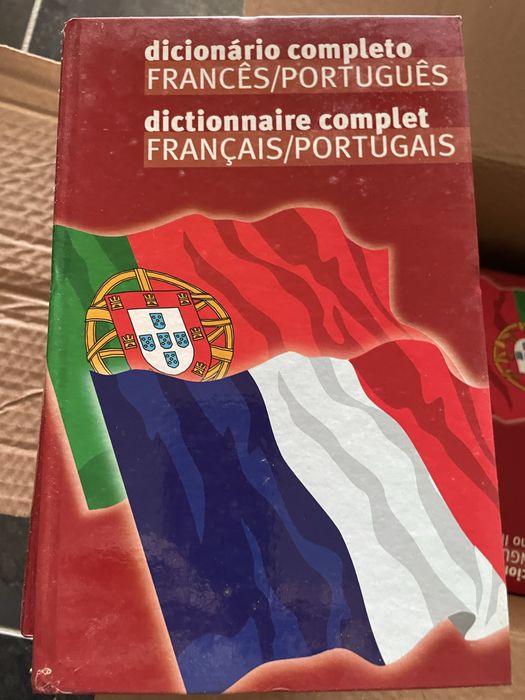 dicionário completo
FRANCÊS/PORTUGUÊS
dictionnaire complet
FRANÇAIS/PORTUGAIS